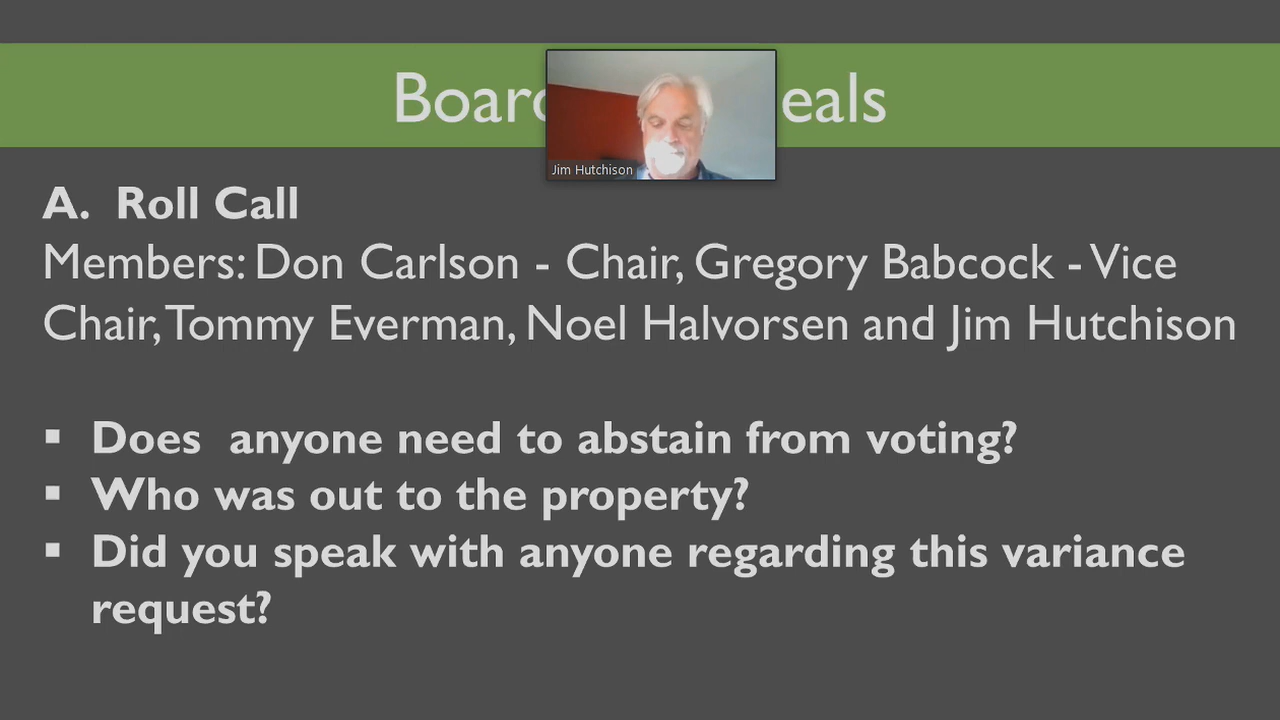 Boar eals
Jim Hutchison
A. Roll Call
Members: Don Carlson - Chair, Gregory Babcock - Vice
Chair, Tommy Everman, Noel Halvorsen and Jim Hutchison
▪ Does anyone need to abstain from voting?
▪ Who was out to the property?
▪ Did you speak with anyone regarding this variance
request?